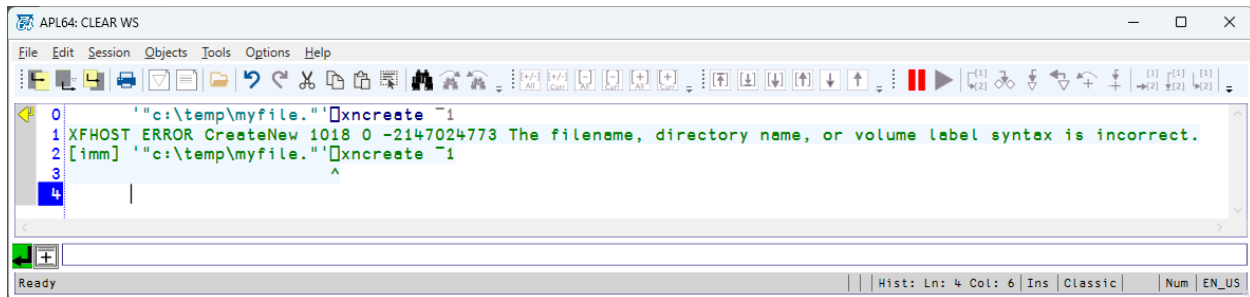 APL64: CLEAR WS
File Edit Session Objects Tools Options Help
0 '"c:\temp\myfile."'⎕xncreate ¯1
1 XFHOST ERROR CreateNew 1018 0 -2147024773 The filename, directory name, or volume label syntax is incorrect.
2 [imm] '"c:\temp\myfile."'⎕xncreate ¯1
3 ^
4
Ready Hist: Ln: 4 Col: 6 Ins Classic Num EN_US